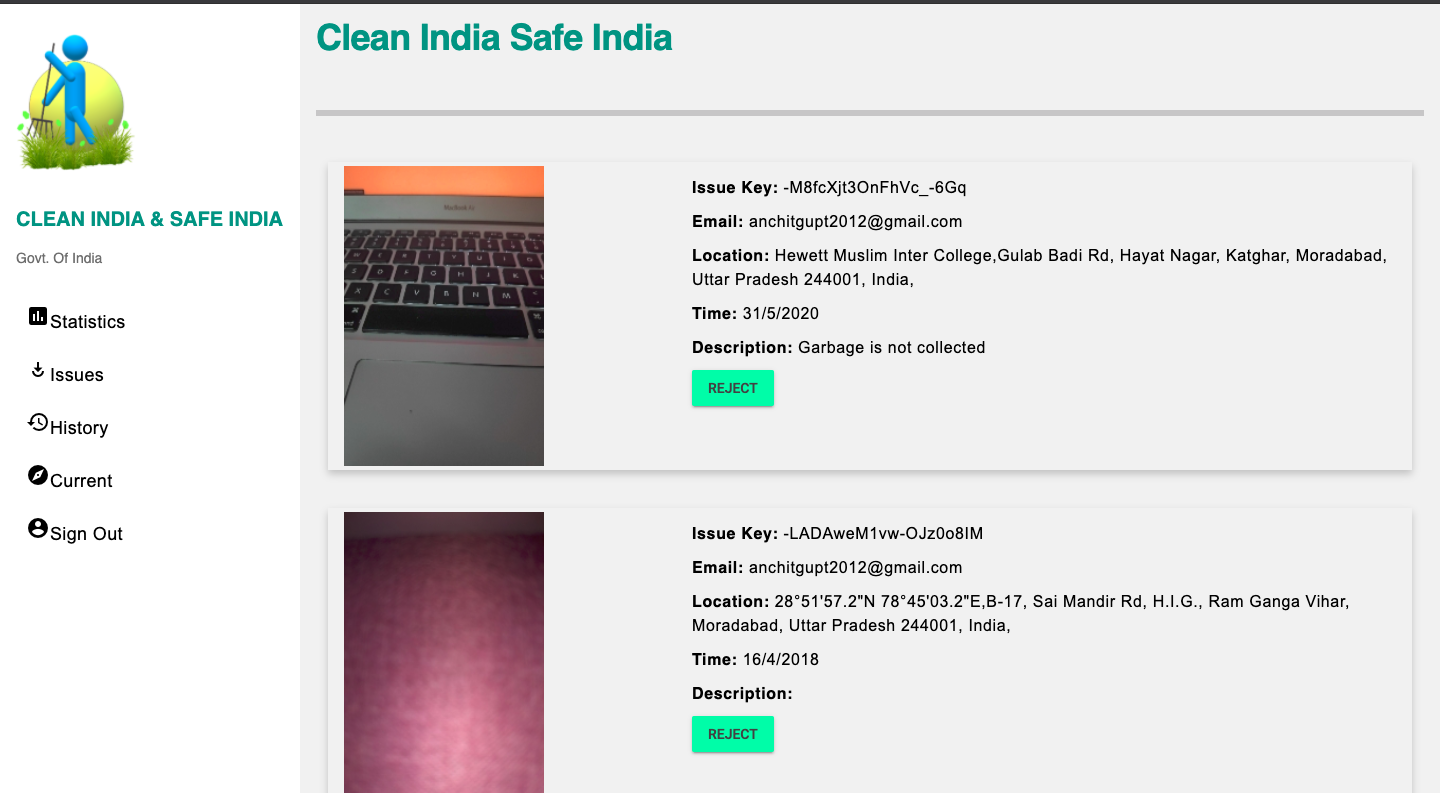 Clean India Safe India
CLEAN INDIA & SAFE INDIA
Govt. Of India
Statistics
Issues
History
Current
Sign Out
Issue Key: -M8fcXjt3OnFhVc_-6Gq
Email: anchitgupt2012@gmail.com
Location: Hewett Muslim Inter College,Gulab Badi Rd, Hayat Nagar, Katghar, Moradabad,
Uttar Pradesh 244001, India,
Time: 31/5/2020
Description: Garbage is not collected
REJECT
Issue Key: -LADAweM1vw-OJz0o8IM
Email: anchitgupt2012@gmail.com
Location: 28°51'57.2"N 78°45'03.2"E,B-17, Sai Mandir Rd, H.I.G., Ram Ganga Vihar,
Moradabad, Uttar Pradesh 244001, India,
Time: 16/4/2018
Description:
REJECT